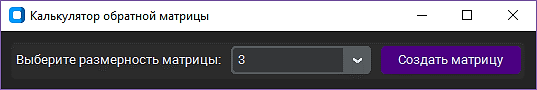 Калькулятор обратной матрицы
Выберите размерность матрицы: 3 Создать матрицу